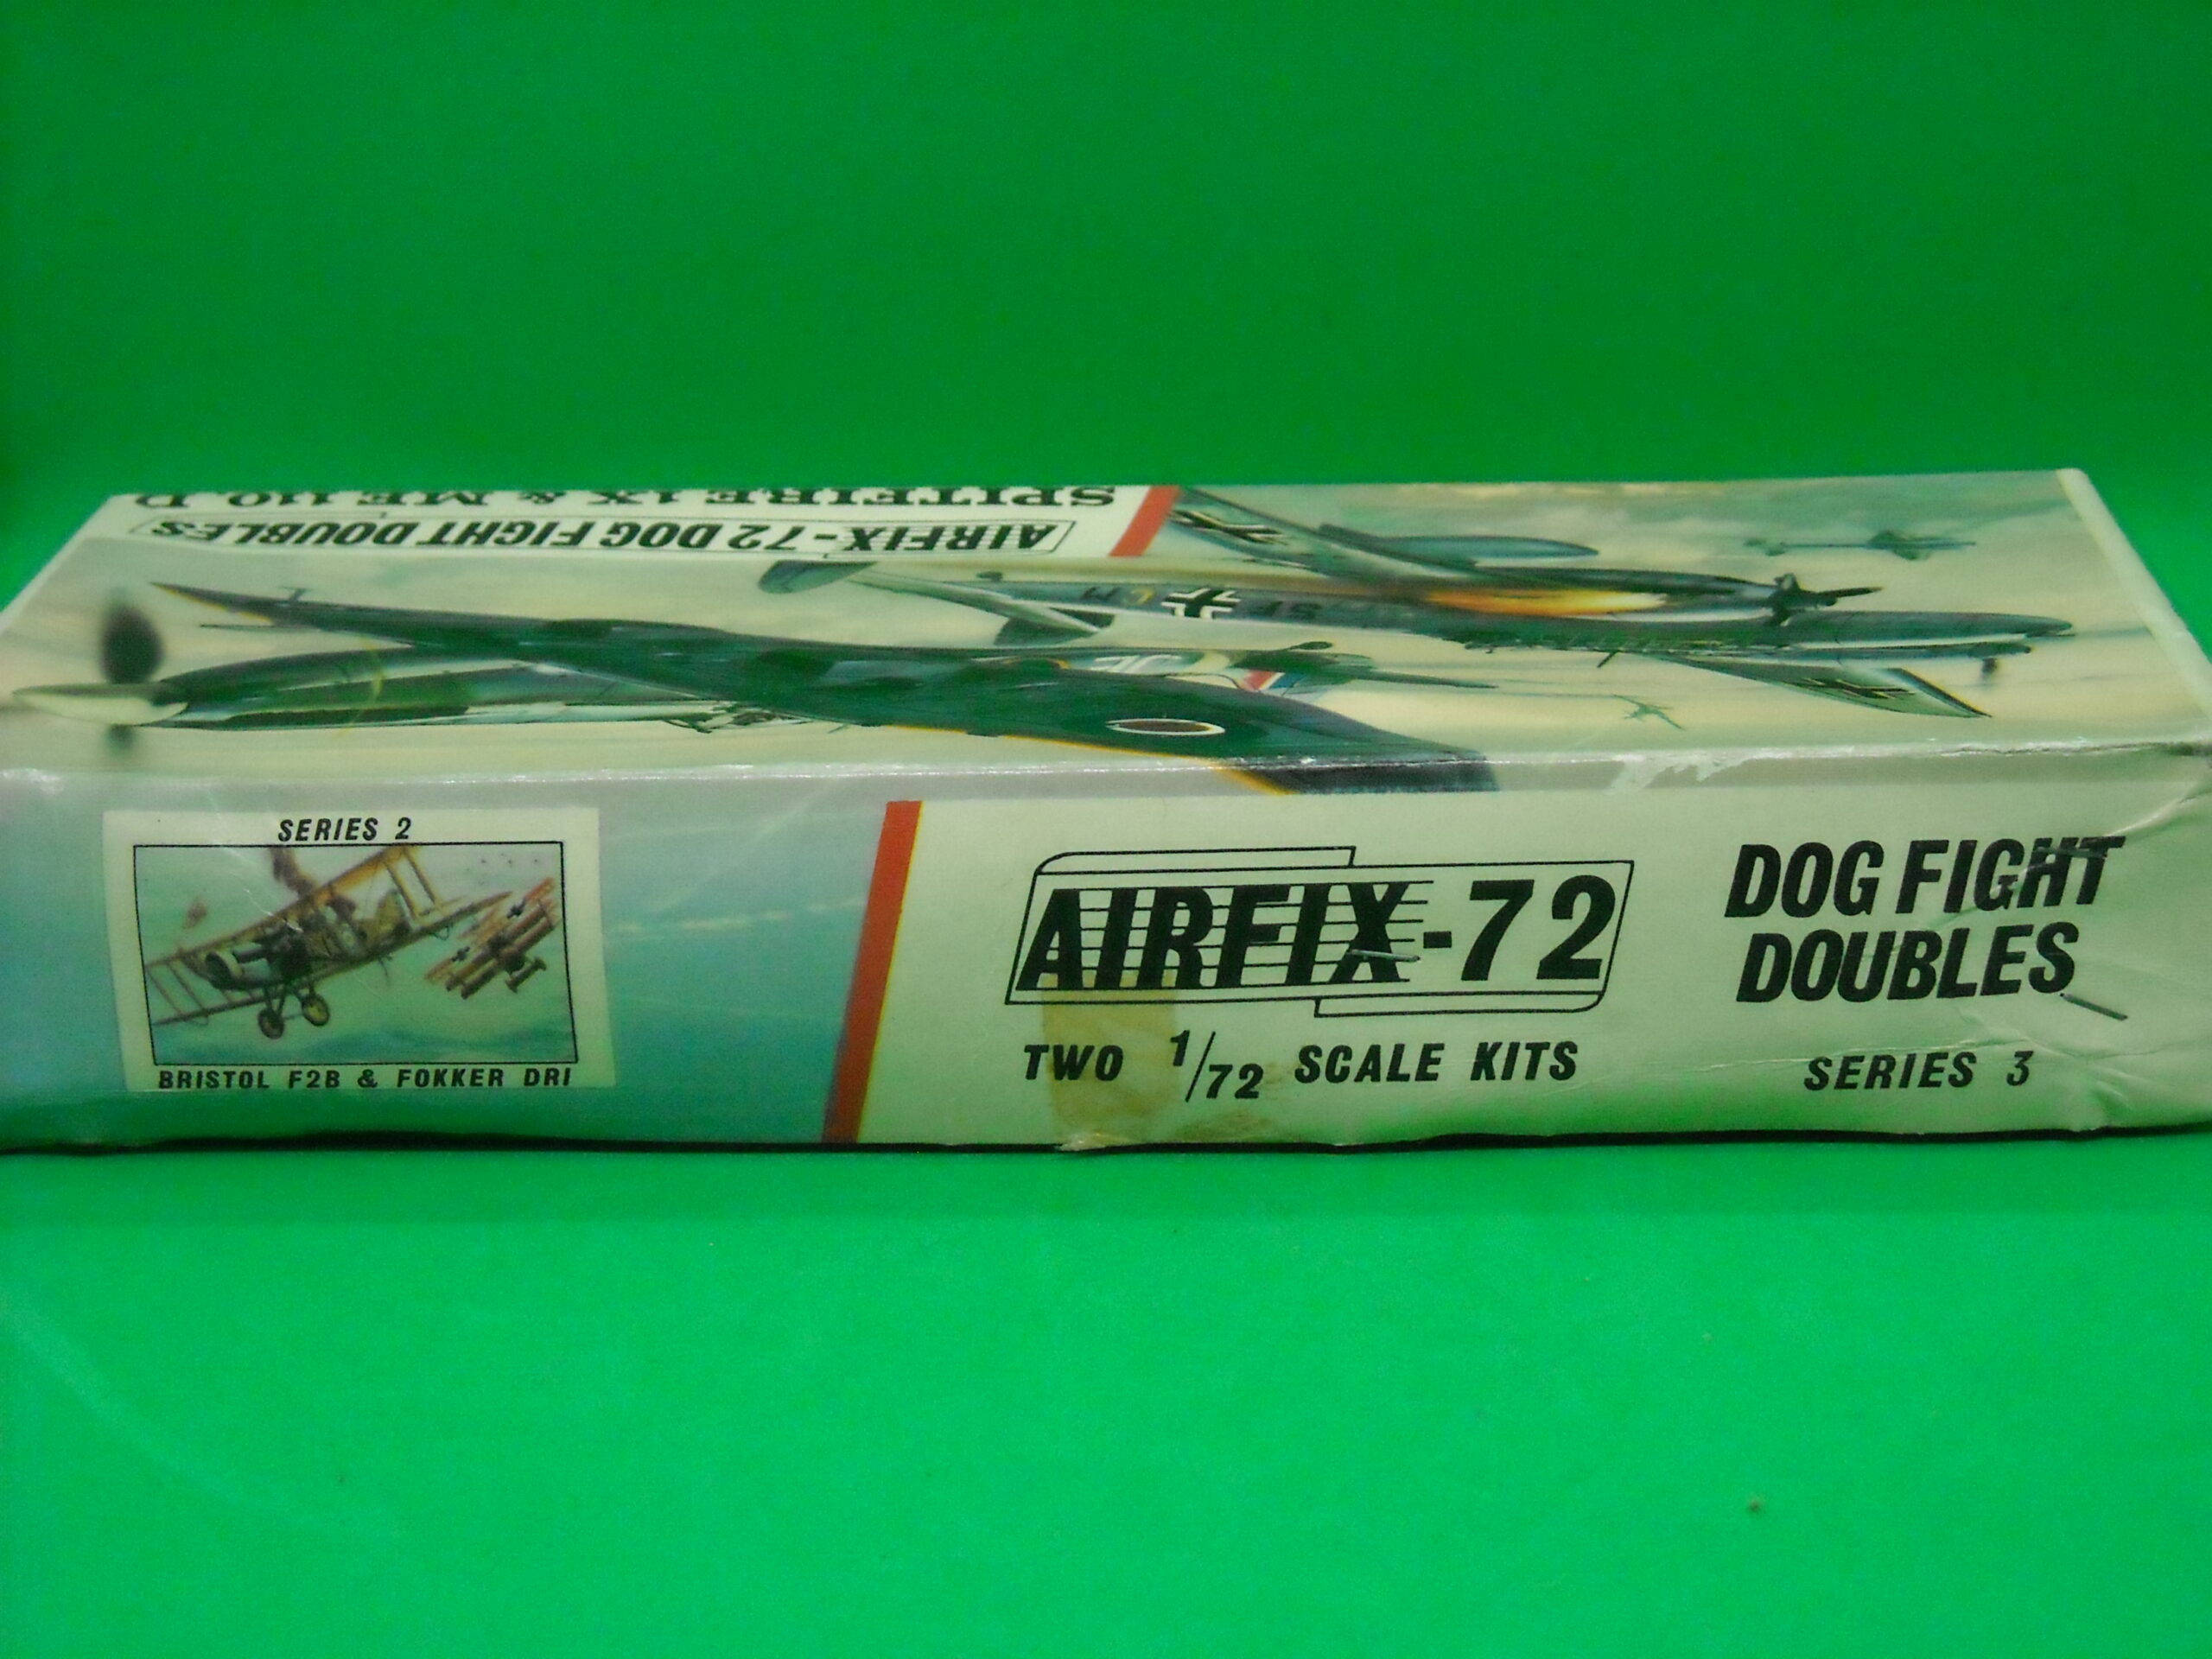 SPITFIRE IX & ME 110 D
AIRFIX-72 DOG FIGHT DOUBLES
SERIES 2
BRISTOL F2B & FOKKER DRI
AIRFIX-72
TWO 1/72 SCALE KITS
DOG FIGHT
DOUBLES
SERIES 3